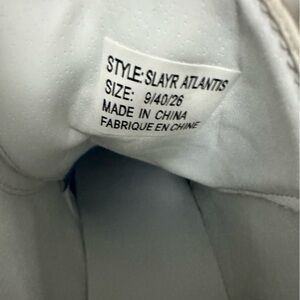 STYLE: SLAYR ATLANTIS
SIZE: 9/40/26
MADE IN CHINA
FABRIQUE EN CHINE